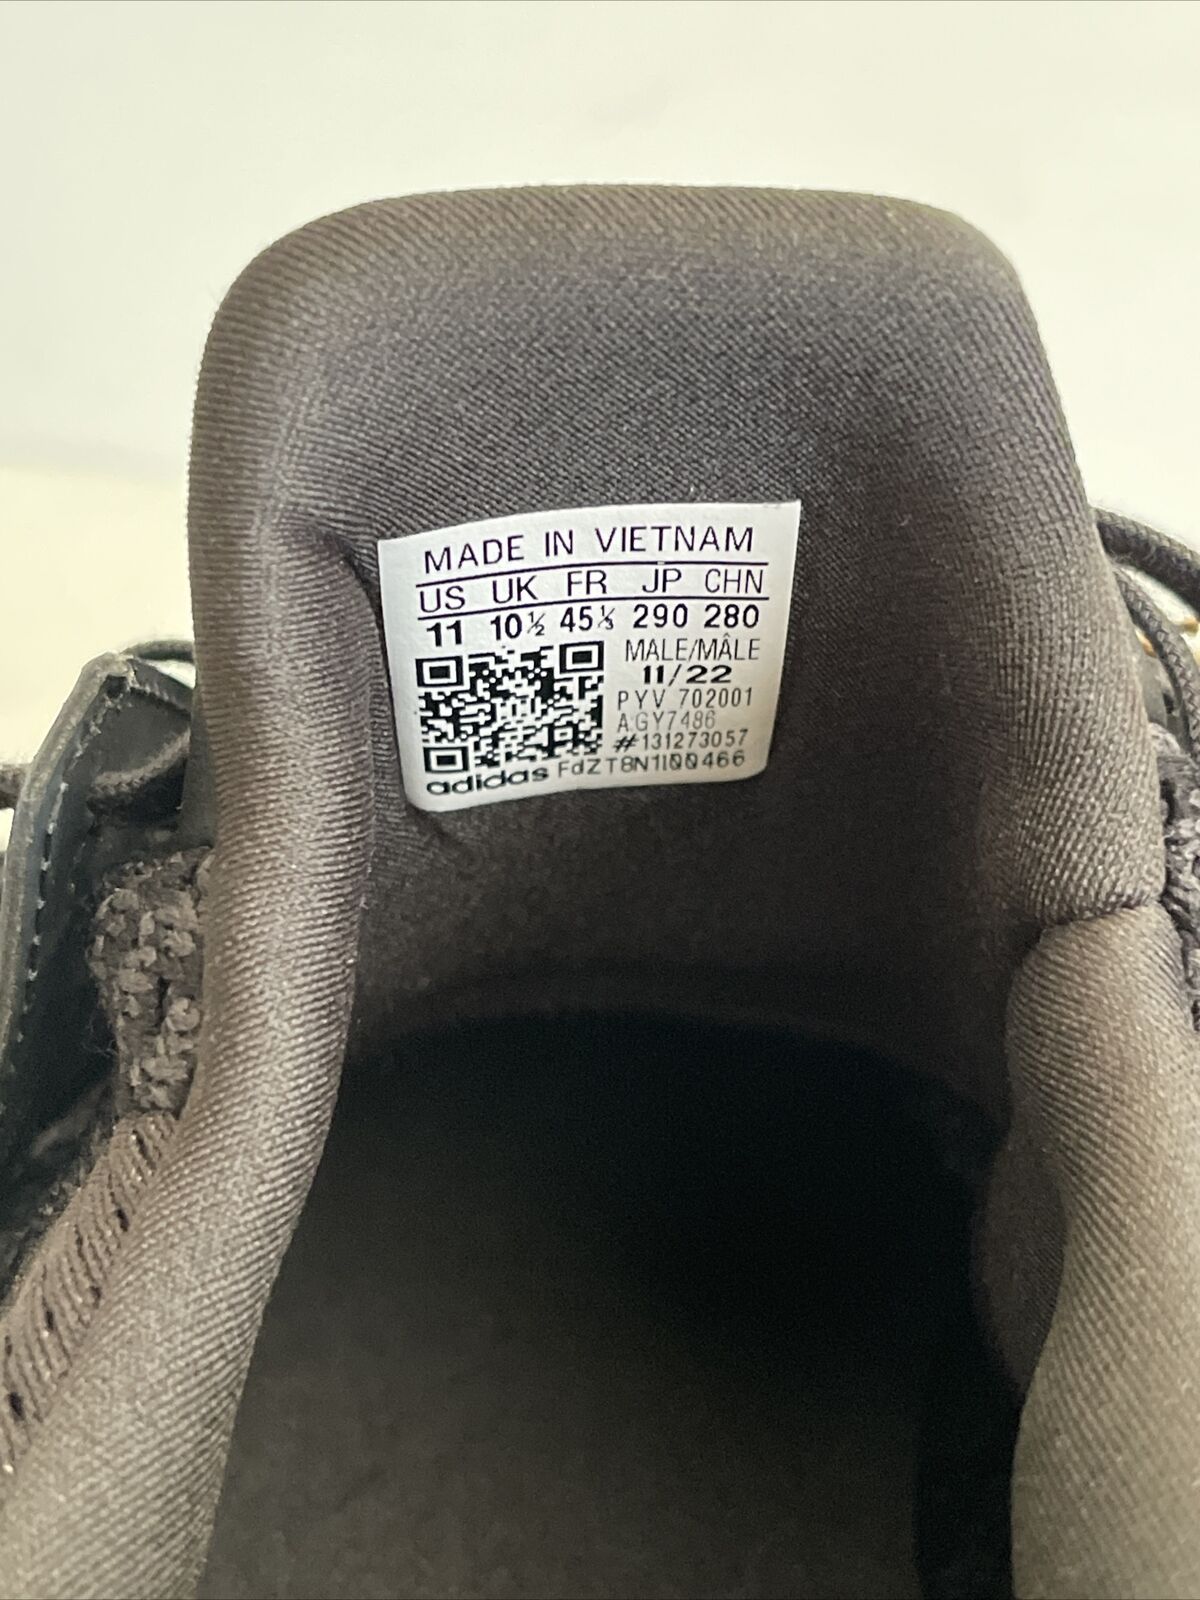 MADE IN VIETNAM
US UK FR JP CHN
11 10½ 45⅓ 290 280
MALE/MÂLE
11/22
PYV 702001
A.GY7486
#131273057
adidas FdZT8N1I00466